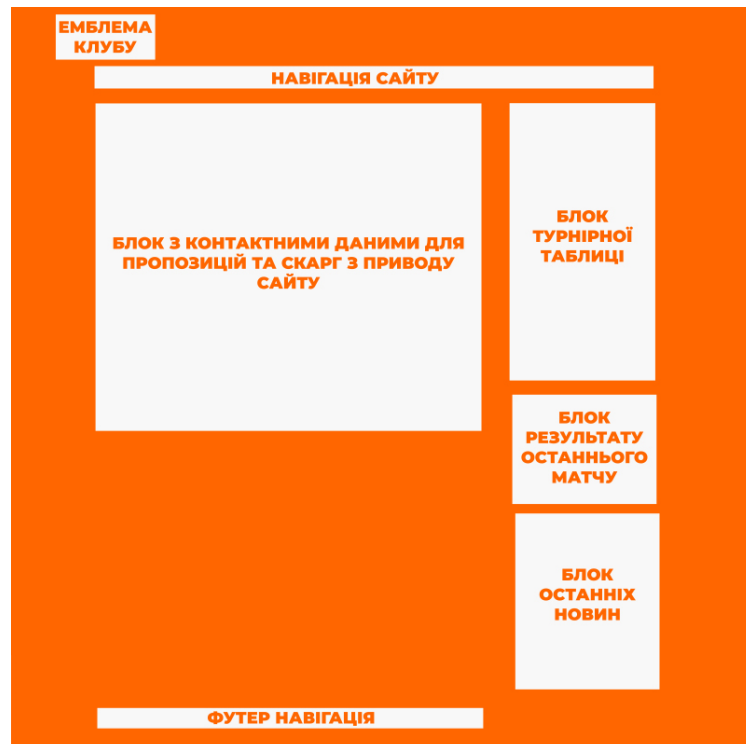 ЕМБЛЕМА
КЛУБУ
НАВІГАЦІЯ САЙТУ
БЛОК З КОНТАКТНИМИ ДАНИМИ ДЛЯ
ПРОПОЗИЦІЙ ТА СКАРГ З ПРИВОДУ
САЙТУ
БЛОК
ТУРНІРНОЇ
ТАБЛИЦІ
БЛОК
РЕЗУЛЬТАТУ
ОСТАННЬОГО
МАТЧУ
БЛОК
ОСТАННІХ
НОВИН
ФУТЕР НАВІГАЦІЯ